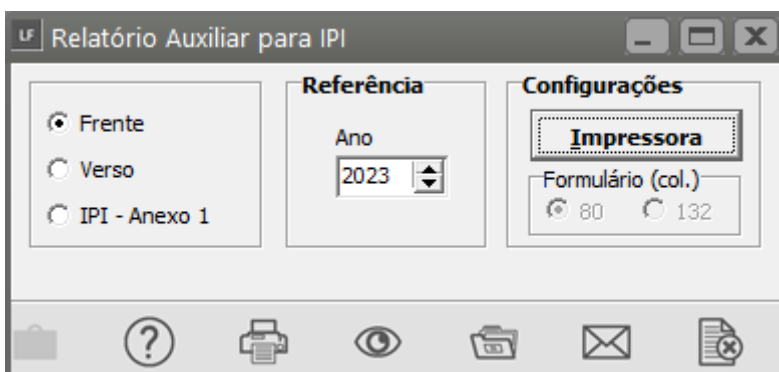 LF Relatório Auxiliar para IPI
Frente
Verso
IPI - Anexo 1
Referência
Ano
2023
Configurações
Impressora
Formulário (col.)
80 132
?